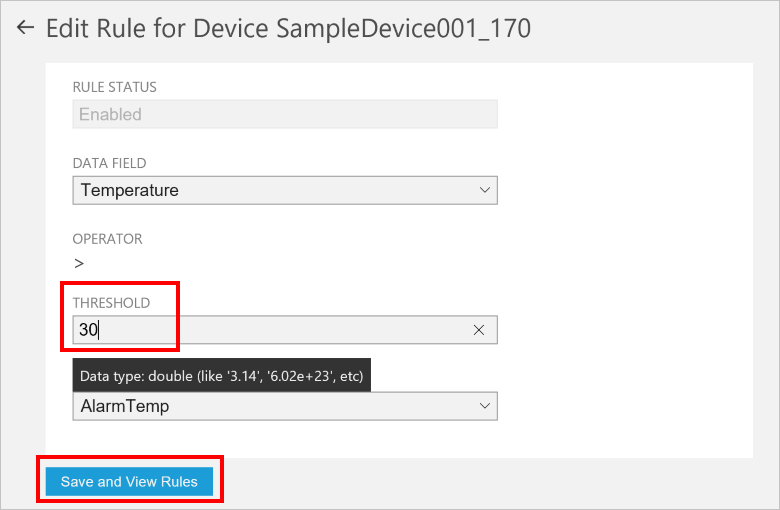 Edit Rule for Device SampleDevice001_170
RULE STATUS
Enabled
DATA FIELD
Temperature
OPERATOR
>
THRESHOLD
30
Data type: double (like '3.14', '6.02e+23', etc)
AlarmTemp
Save and View Rules